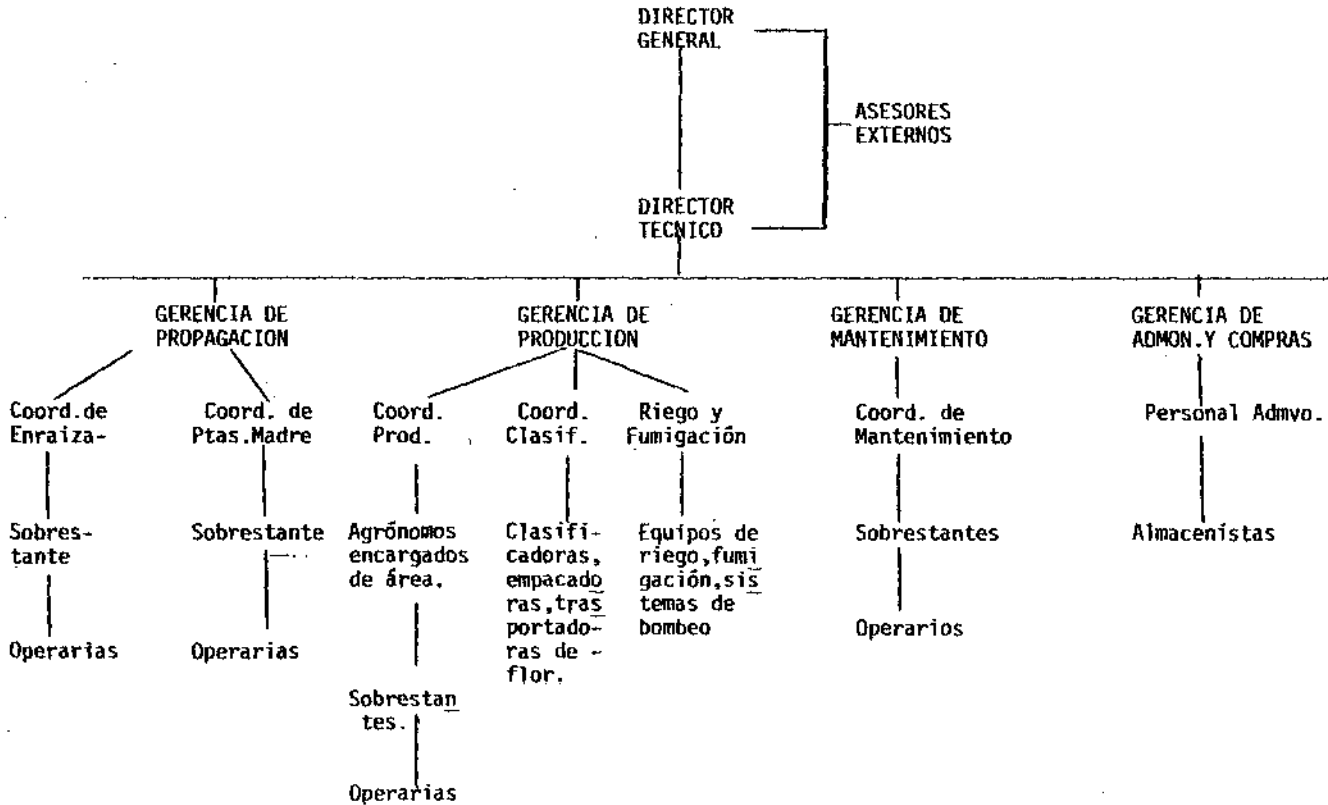 DIRECTOR
GENERAL
ASESORES
EXTERNOS
DIRECTOR
TECNICO
GERENCIA DE
PROPAGACION
GERENCIA DE
PRODUCCION
GERENCIA DE
MANTENIMIENTO
GERENCIA DE
ADMON.Y COMPRAS
Coord.de
Enraiza-
Coord. de
Ptas.Madre
Coord.
Prod.
Coord.
Clasif.
Riego y
Fumigación
Coord. de
Mantenimiento
Personal Admvo.
Sobres-
tante
Sobrestante
Agrónomos
encargados
de área.
Clasifi-
cadoras,
empacado
ras,tras
portado-
ras de -
flor.
Equipos de
riego,fumi
gación,sis
temas de
bombeo
Sobrestantes
Almacenistas
Operarias
Operarias
Operarios
Sobrestan
tes.
Operarias